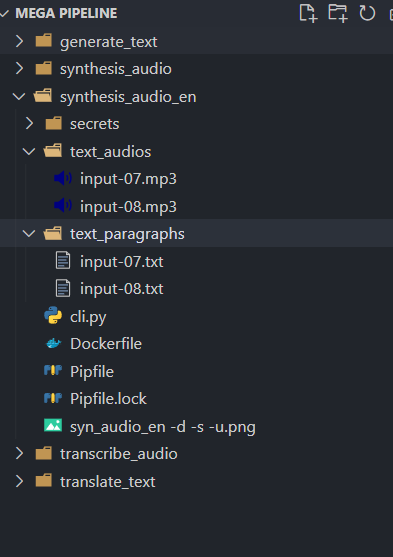 MEGA PIPELINE
generate_text
synthesis_audio
synthesis_audio_en
secrets
text_audios
input-07.mp3
input-08.mp3
text_paragraphs
input-07.txt
input-08.txt
cli.py
Dockerfile
Pipfile
Pipfile.lock
syn_audio_en -d -s -u.png
transcribe_audio
translate_text